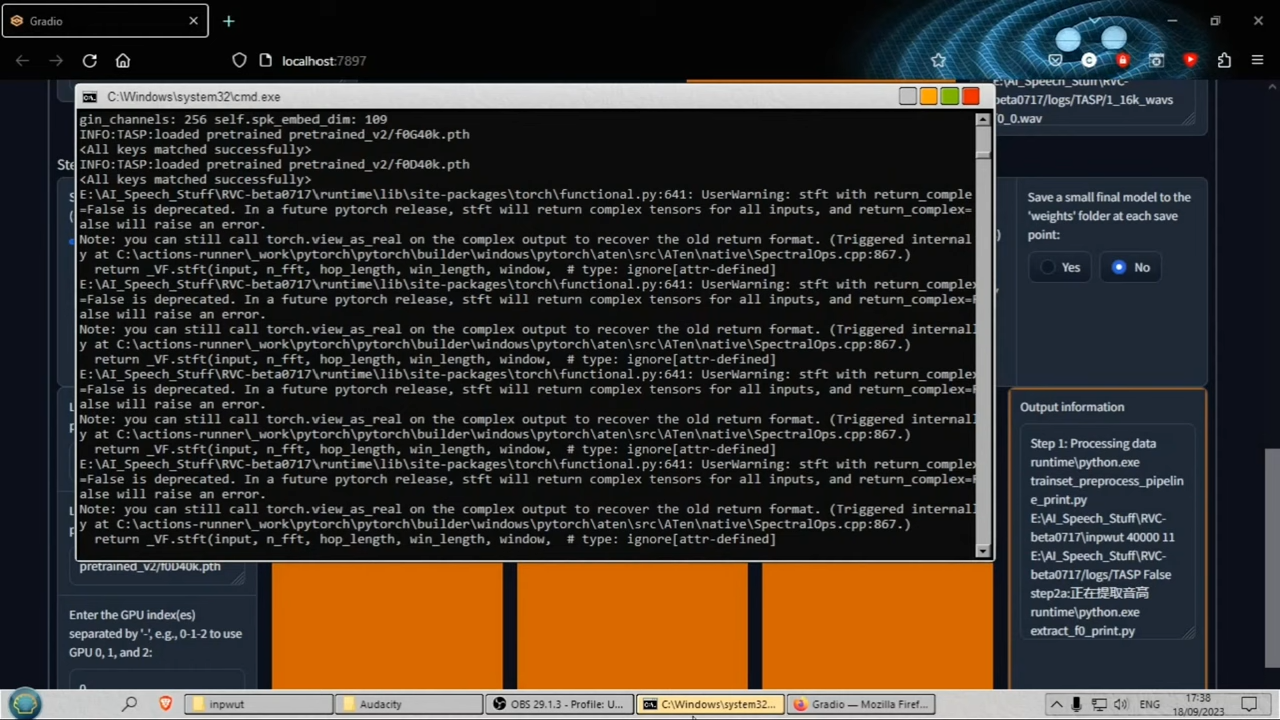 Gradio
localhost:7897
C:\Windows\system32\cmd.exe
gin_channels: 256 self.spk_embed_dim: 109
INFO:TASP:loaded pretrained pretrained_v2/f0G40k.pth
<All keys matched successfully>
INFO:TASP:loaded pretrained pretrained_v2/f0D40k.pth
<All keys matched successfully>
E:\AI_Speech_Stuff\RVC-beta0717\runtime\lib\site-packages\torch\functional.py:641: UserWarning: stft with return_comple
=False is deprecated. In a future pytorch release, stft will return complex tensors for all inputs, and return_complex=
alse will raise an error.
Note: you can still call torch.view_as_real on the complex output to recover the old return format. (Triggered internal
y at C:\actions-runner\_work\pytorch\pytorch\builder\windows\pytorch\aten\src\ATen\native\SpectralOps.cpp:867.)
return _VF.stft(input, n_fft, hop_length, win_length, window,  # type: ignore[attr-defined]
E:\AI_Speech_Stuff\RVC-beta0717\runtime\lib\site-packages\torch\functional.py:641: UserWarning: stft with return_comple
=False is deprecated. In a future pytorch release, stft will return complex tensors for all inputs, and return_complex=F
alse will raise an error.
Note: you can still call torch.view_as_real on the complex output to recover the old return format. (Triggered internall
y at C:\actions-runner\_work\pytorch\pytorch\builder\windows\pytorch\aten\src\ATen\native\SpectralOps.cpp:867.)
return _VF.stft(input, n_fft, hop_length, win_length, window,  # type: ignore[attr-defined]
E:\AI_Speech_Stuff\RVC-beta0717\runtime\lib\site-packages\torch\functional.py:641: UserWarning: stft with return_comple
=False is deprecated. In a future pytorch release, stft will return complex tensors for all inputs, and return_complex=F
alse will raise an error.
Note: you can still call torch.view_as_real on the complex output to recover the old return format. (Triggered internall
y at C:\actions-runner\_work\pytorch\pytorch\builder\windows\pytorch\aten\src\ATen\native\SpectralOps.cpp:867.)
return _VF.stft(input, n_fft, hop_length, win_length, window,  # type: ignore[attr-defined]
E:\AI_Speech_Stuff\RVC-beta0717\runtime\lib\site-packages\torch\functional.py:641: UserWarning: stft with return_comple
=False is deprecated. In a future pytorch release, stft will return complex tensors for all inputs, and return_complex=F
alse will raise an error.
Note: you can still call torch.view_as_real on the complex output to recover the old return format. (Triggered internall
y at C:\actions-runner\_work\pytorch\pytorch\builder\windows\pytorch\aten\src\ATen\native\SpectralOps.cpp:867.)
return _VF.stft(input, n_fft, hop_length, win_length, window,  # type: ignore[attr-defined]
E:\AI_Speech_Stuff\RVC-
beta0717/logs/TASP/1_16k_wavs
/0_0.wav
Ste
Save a small final model to the
'weights' folder at each save
point:
Yes
No
Output information
Step 1: Processing data
runtime\python.exe
trainset_preprocess_pipelin
e_print.py
E:\AI_Speech_Stuff\RVC-
beta0717\inpwut 40000 11
E:\AI_Speech_Stuff\RVC-
beta0717/logs/TASP False
step2a:正在提取音高
runtime\python.exe
extract_f0_print.py
pretrained_v2/f0D40k.pth
Enter the GPU index(es)
separated by '-', e.g., 0-1-2 to use
GPU 0, 1, and 2:
0
inpwut
Audacity
OBS 29.1.3 - Profile: U...
C:\Windows\system32...
Gradio — Mozilla Firef...
ENG
17:38
18/09/2023